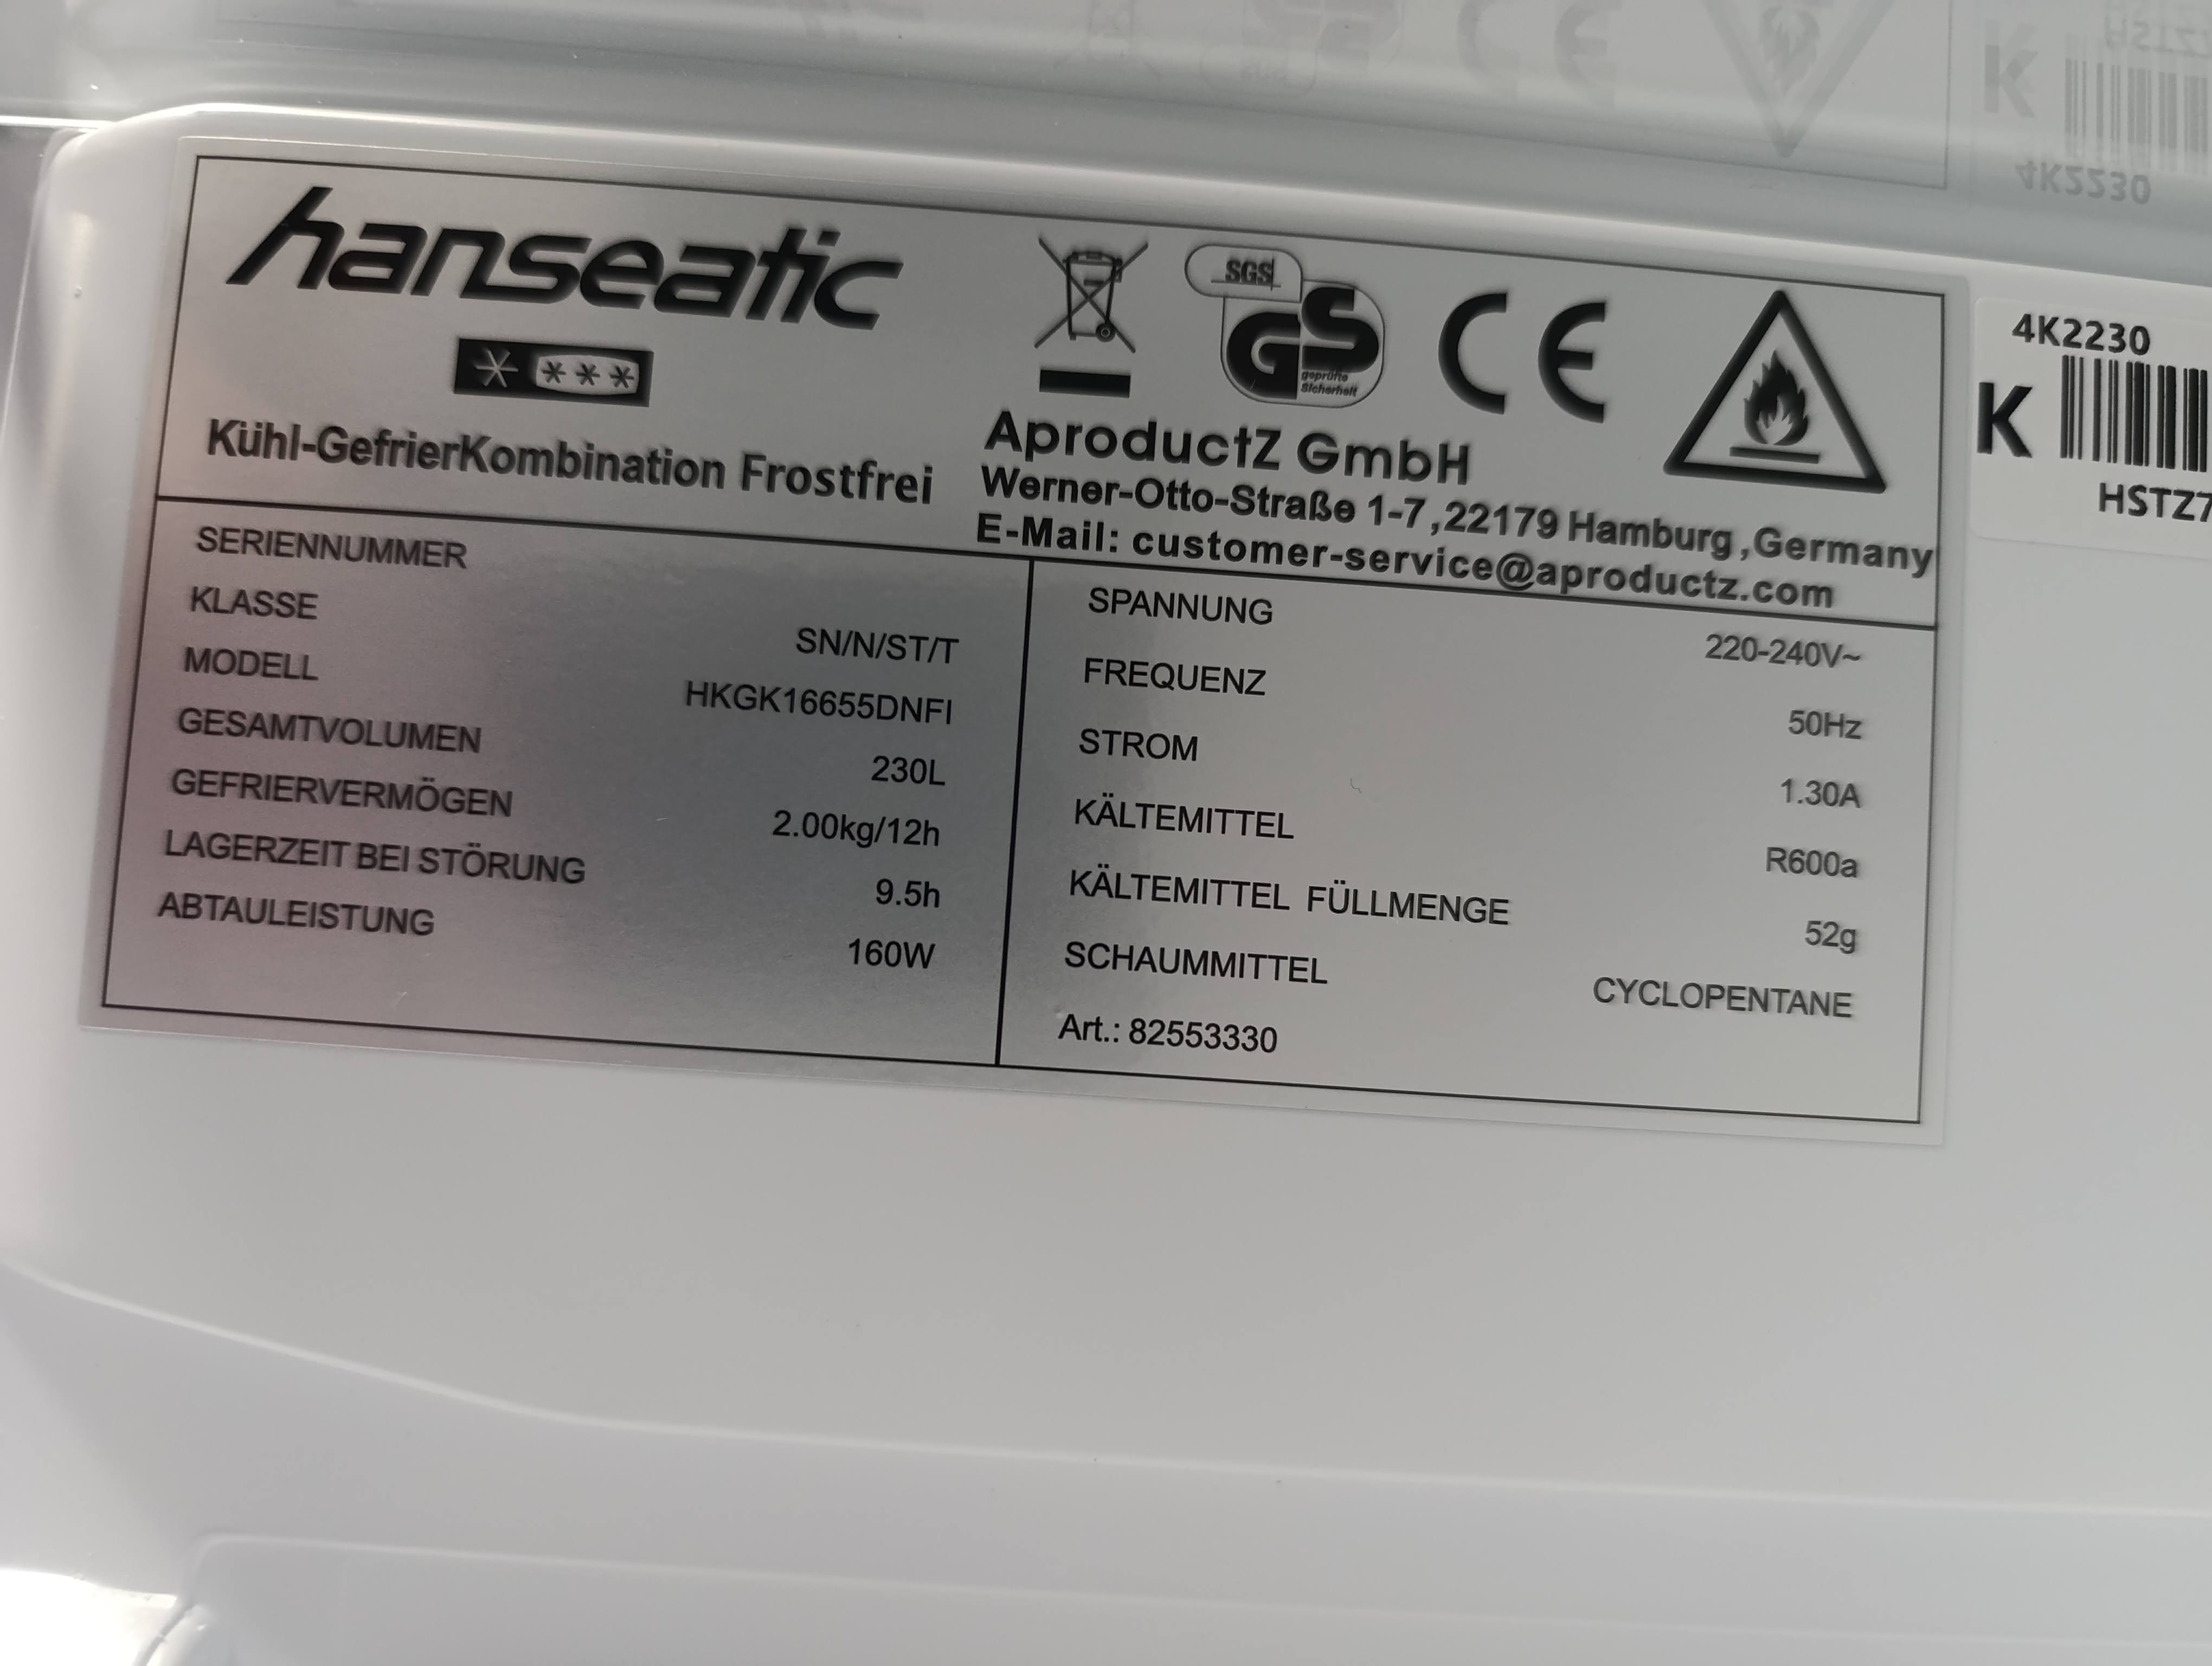 hanseatic
SGS
GS
geprüfte
Sicherheit
CE
Kühl-GefrierKombination Frostfrei
AproductZ GmbH
Werner-Otto-Straße 1-7,22179 Hamburg,Germany
E-Mail: customer-service@aproductz.com
SERIENNUMMER
KLASSE SN/N/ST/T
MODELL HKGK16655DNFI
GESAMTVOLUMEN 230L
GEFRIERVERMÖGEN 2.00kg/12h
LAGERZEIT BEI STÖRUNG 9.5h
ABTAULEISTUNG 160W
SPANNUNG 220-240V~
FREQUENZ 50Hz
STROM 1.30A
KÄLTEMITTEL R600a
KÄLTEMITTEL FÜLLMENGE 52g
SCHAUMMITTEL CYCLOPENTANE
Art.: 82553330
4K2230
K
HSTZ7